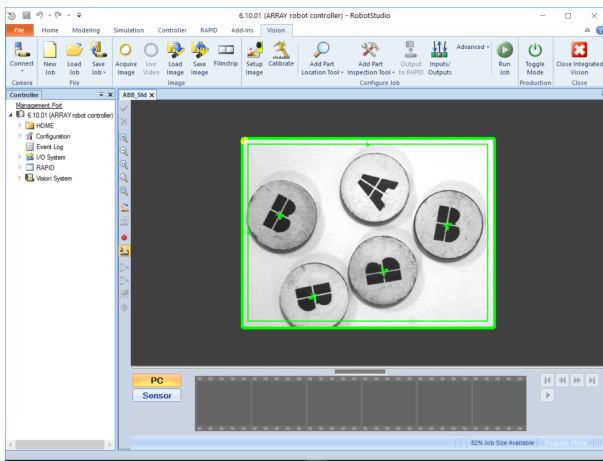 6.10.01 (ARRAY robot controller) - RobotStudio
File Home Modeling Simulation Controller RAPID Add-Ins Vision
Connect New Job Load Job Save Job Acquire Image Live Video Load Image Save Image Filmstrip Setup Image Calibrate Add Part Location Tool Add Part Inspection Tool Output to RAPID Inputs/ Outputs Advanced Run Job Toggle Mode Close Integrated Vision
Camera File Image Configure Job Production Close
Controller ABB_Std
Management Port
6.10.01 (ARRAY robot controller)
HOME
Configuration
Event Log
I/O System
RAPID
Vision System
A
B
B
B
B
PC
Sensor
82% Job Size Available Program Mode